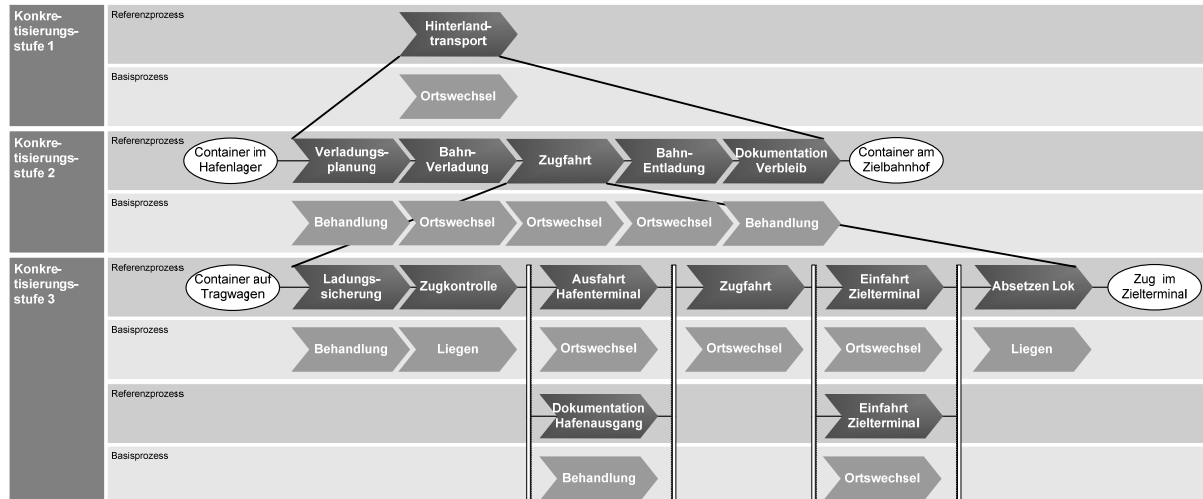 Konkre-
tisierungs-
stufe 1
Referenzprozess
Hinterland-
transport
Basisprozess
Ortswechsel
Konkre-
tisierungs-
stufe 2
Referenzprozess
Container im
Hafenlager
Verladungs-
planung
Bahn-
Verladung
Zugfahrt
Bahn-
Entladung
Dokumentation
Verbleib
Container am
Zielbahnhof
Basisprozess
Behandlung
Ortswechsel
Ortswechsel
Ortswechsel
Behandlung
Konkre-
tisierungs-
stufe 3
Referenzprozess
Container auf
Tragwagen
Ladungs-
sicherung
Zugkontrolle
Ausfahrt
Hafenterminal
Zugfahrt
Einfahrt
Zielterminal
Absetzen Lok
Zug im
Zielterminal
Basisprozess
Behandlung
Liegen
Ortswechsel
Ortswechsel
Ortswechsel
Liegen
Referenzprozess
Dokumentation
Hafenausgang
Einfahrt
Zielterminal
Basisprozess
Behandlung
Ortswechsel